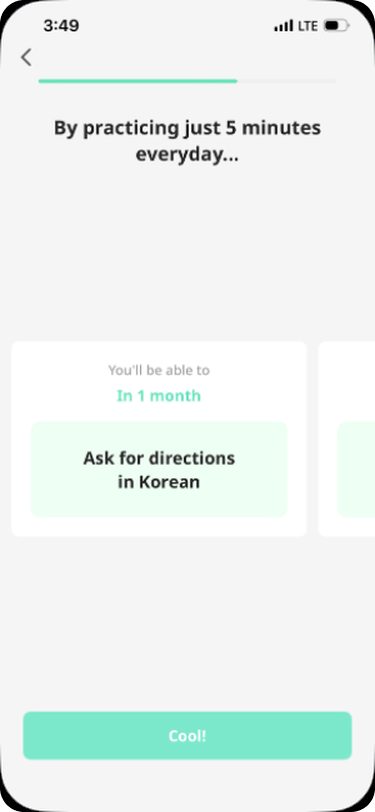 3:49 LTE
By practicing just 5 minutes
everyday...
You'll be able to
In 1 month
Ask for directions
in Korean
Cool!